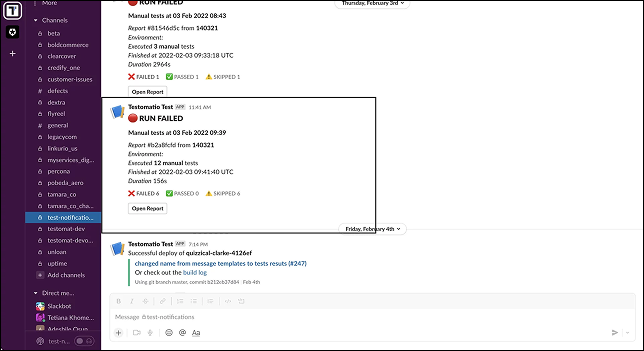 More
Channels
beta
boldcommerce
clearcover
credify_one
customer-issues
# defects
dextra
flyreel
# general
legacycom
linkurio_us
myservices_dig...
percona
pobeda_aero
tamara_co
tamara_co_cha...
test-notificatio...
testomat-dev
testomat-devo...
unloan
uptime
+ Add channels
Direct me...
Slackbot
Tetiana Khome...
Adeshile Osun...
test-n...
Thursday, February 3rd
RUN FAILED
Manual tests at 03 Feb 2022 08:43
Report #81546d5c from 140321
Environment:
Executed 3 manual tests
Finished at 2022-02-03 09:33:18 UTC
Duration 2964s
FAILED 1 PASSED 1 SKIPPED 1
Open Report
Testomatio Test APP 11:41 AM
RUN FAILED
Manual tests at 03 Feb 2022 09:39
Report #b2a8fcfd from 140321
Environment:
Executed 12 manual tests
Finished at 2022-02-03 09:41:40 UTC
Duration 156s
FAILED 6 PASSED 0 SKIPPED 6
Open Report
Friday, February 4th
Testomatio Test APP 7:14 PM
Successful deploy of quizzical-clarke-4126ef
changed name from message templates to tests resuts (#247)
Or check out the build log
Using git branch master, commit b212eb37d84 Feb 4th
Message test-notifications